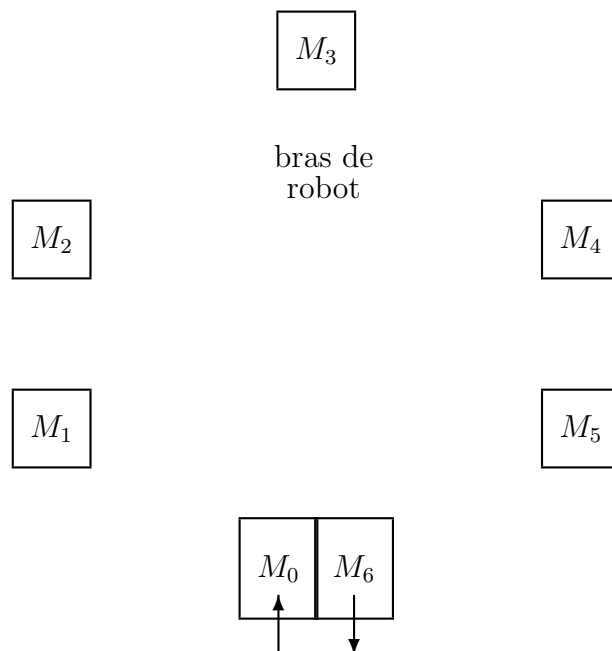 M₃
bras de
robot
M₂ M₄
M₁ M₅
M₀ M₆